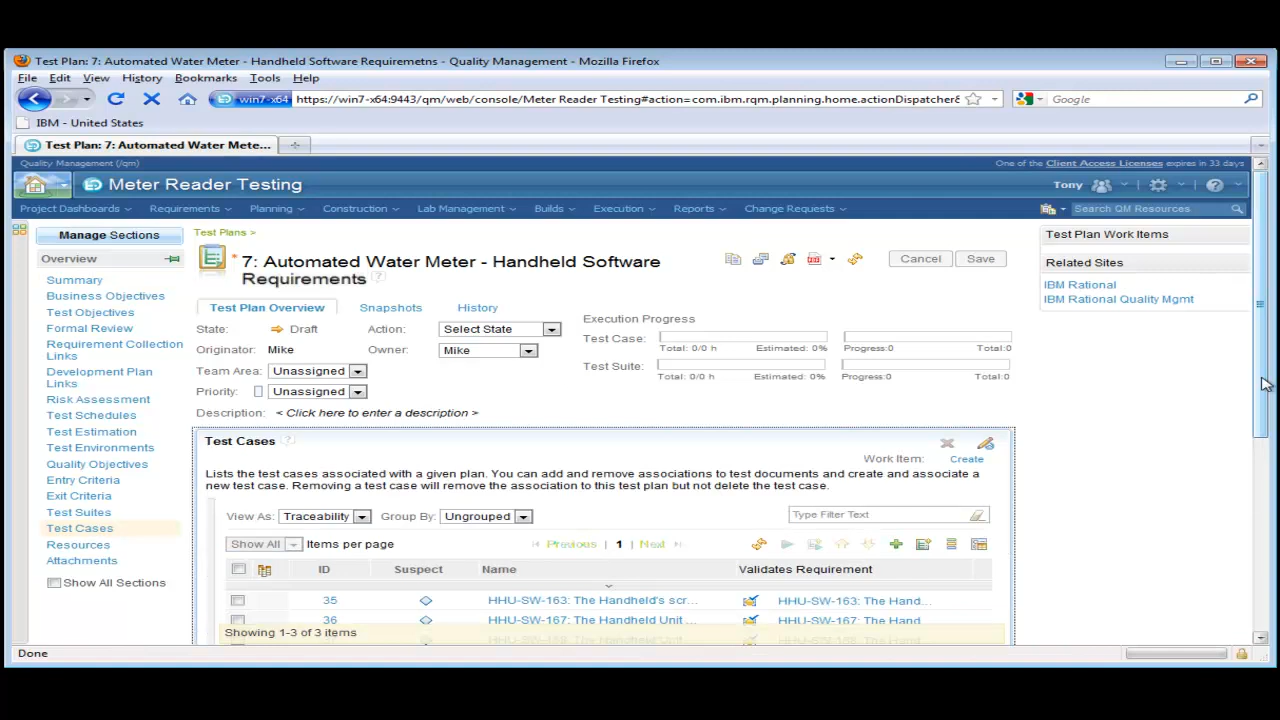 Test Plan: 7: Automated Water Meter - Handheld Software Requiremetns - Quality Management - Mozilla Firefox
File Edit View History Bookmarks Tools Help
win7-x64 https://win7-x64:9443/qm/web/console/Meter Reader Testing#action=com.ibm.rqm.planning.home.actionDispatcher& Google
IBM - United States
Test Plan: 7: Automated Water Mete...
Quality Management (/qm) One of the Client Access Licenses expires in 33 days
Meter Reader Testing Tony
Project Dashboards Requirements Planning Construction Lab Management Builds Execution Reports Change Requests Search QM Resources
Manage Sections
Overview
Summary
Business Objectives
Test Objectives
Formal Review
Requirement Collection
Links
Development Plan
Links
Risk Assessment
Test Schedules
Test Estimation
Test Environments
Quality Objectives
Entry Criteria
Exit Criteria
Test Suites
Test Cases
Resources
Attachments
Show All Sections
Test Plans >
* 7: Automated Water Meter - Handheld Software
Requirements ?
Cancel Save
Test Plan Overview Snapshots History
State: Draft Action: Select State
Originator: Mike Owner: Mike
Team Area: Unassigned
Priority: Unassigned
Description: < Click here to enter a description >
Execution Progress
Test Case:
Total: 0/0 h Estimated: 0% Progress:0 Total:0
Test Suite:
Total: 0/0 h Estimated: 0% Progress:0 Total:0
Test Cases ?
Work Item: Create
Lists the testcases associated with a given plan. You can add and remove associations to test documents and create and associate a
new test case. Removing a test case will remove the association to this test plan but not delete the test case.
View As: Traceability Group By: Ungrouped Type Filter Text
Show All Items per page Previous | 1 | Next
ID Suspect Name Validates Requirement
35 HHU-SW-163: The Handheld's scr... HHU-SW-163: The Hand...
36 HHU-SW-167: The Handheld Unit ... HHU-SW-167: The Hand
Showing 1-3 of 3 items
Test Plan Work Items
Related Sites
IBM Rational
IBM Rational Quality Mgmt
Done